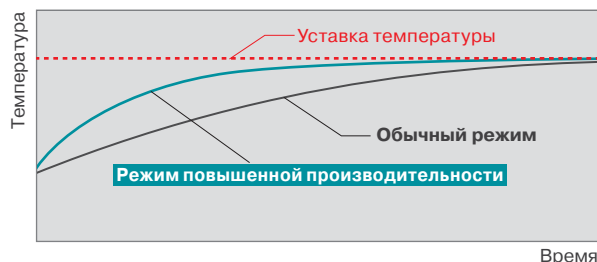 Температура
Уставка температуры
Обычный режим
Режим повышенной производительности
Время